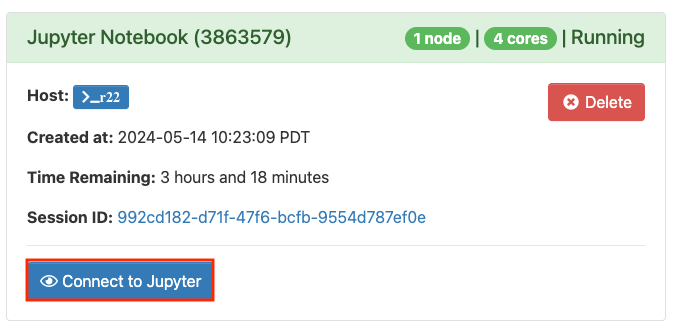 Jupyter Notebook (3863579) 1 node | 4 cores | Running
Host: >_r22 Delete
Created at: 2024-05-14 10:23:09 PDT
Time Remaining: 3 hours and 18 minutes
Session ID: 992cd182-d71f-47f6-bcfb-9554d787ef0e
Connect to Jupyter